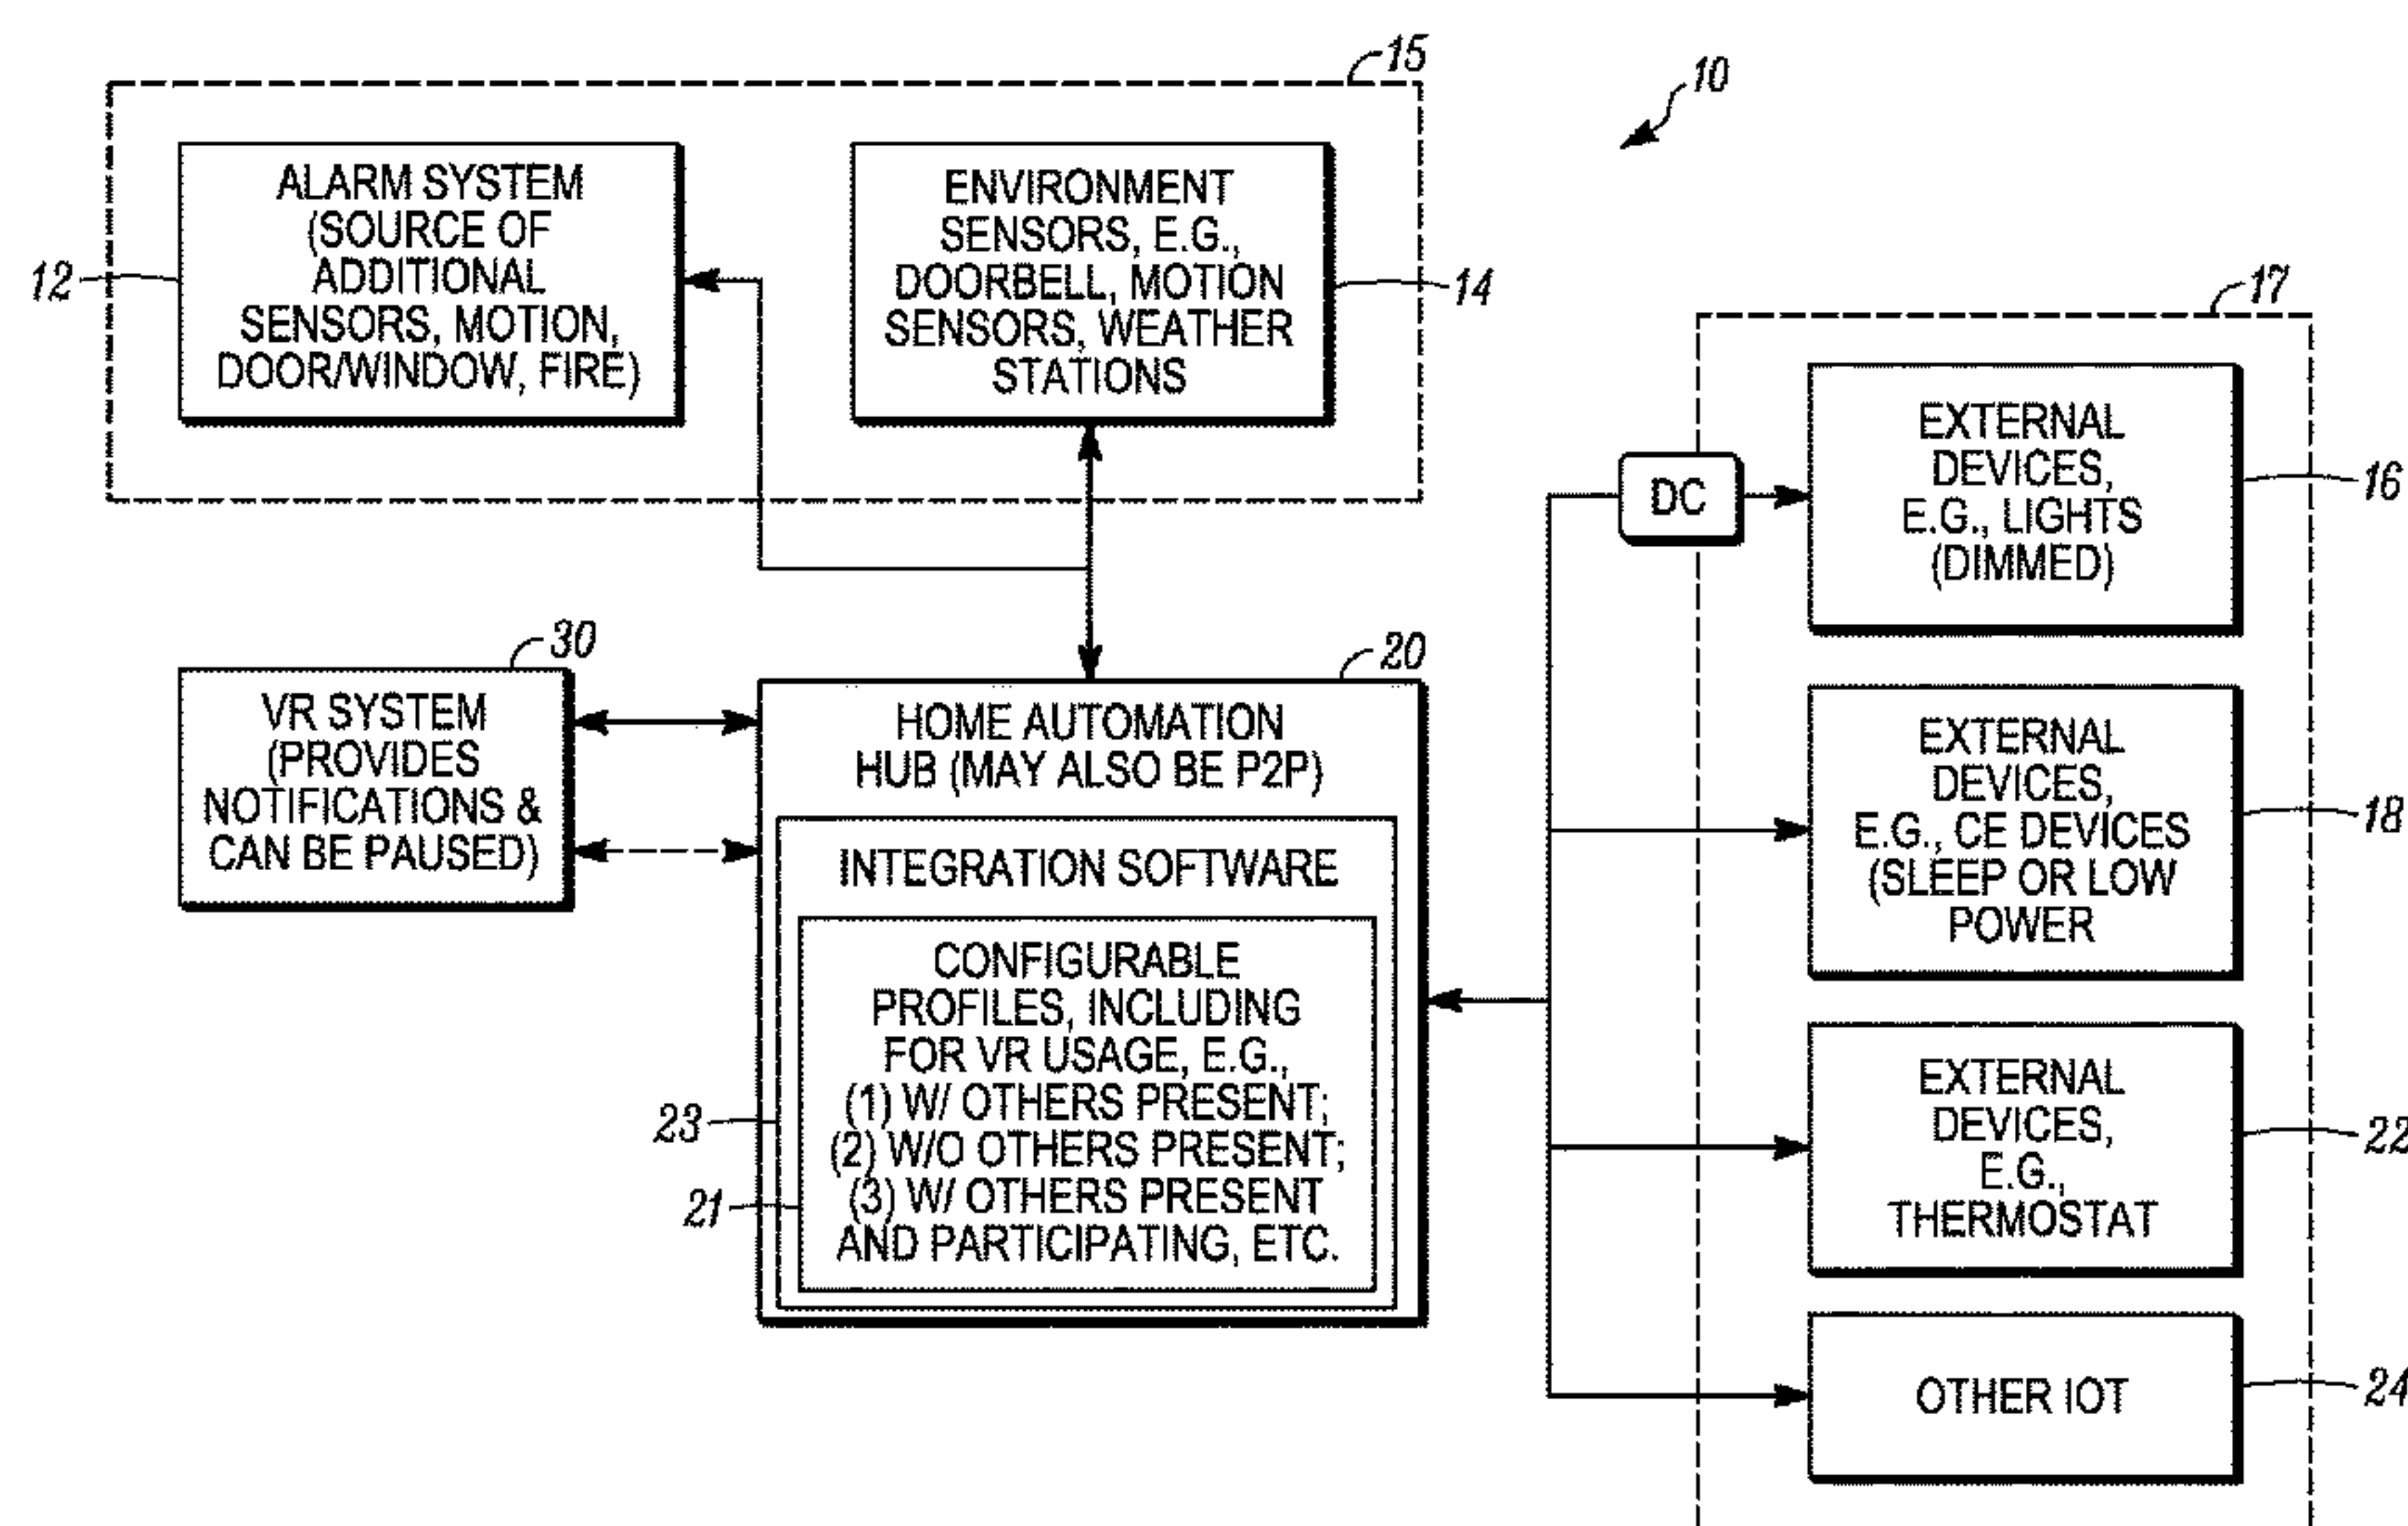 15
10
ALARM SYSTEM
(SOURCE OF
ADDITIONAL
SENSORS, MOTION,
DOOR/WINDOW, FIRE)
12
ENVIRONMENT
SENSORS, E.G.,
DOORBELL, MOTION
SENSORS, WEATHER
STATIONS
14
17
DC
EXTERNAL
DEVICES,
E.G., LIGHTS
(DIMMED)
16
30
VR SYSTEM
(PROVIDES
NOTIFICATIONS &
CAN BE PAUSED)
20
HOME AUTOMATION
HUB (MAY ALSO BE P2P)
INTEGRATION SOFTWARE
CONFIGURABLE
PROFILES, INCLUDING
FOR VR USAGE, E.G.,
(1) W/ OTHERS PRESENT;
(2) W/O OTHERS PRESENT;
(3) W/ OTHERS PRESENT
AND PARTICIPATING, ETC.
23
21
EXTERNAL
DEVICES,
E.G., CE DEVICES
(SLEEP OR LOW
POWER
18
EXTERNAL
DEVICES,
E.G.,
THERMOSTAT
22
OTHER IOT
24